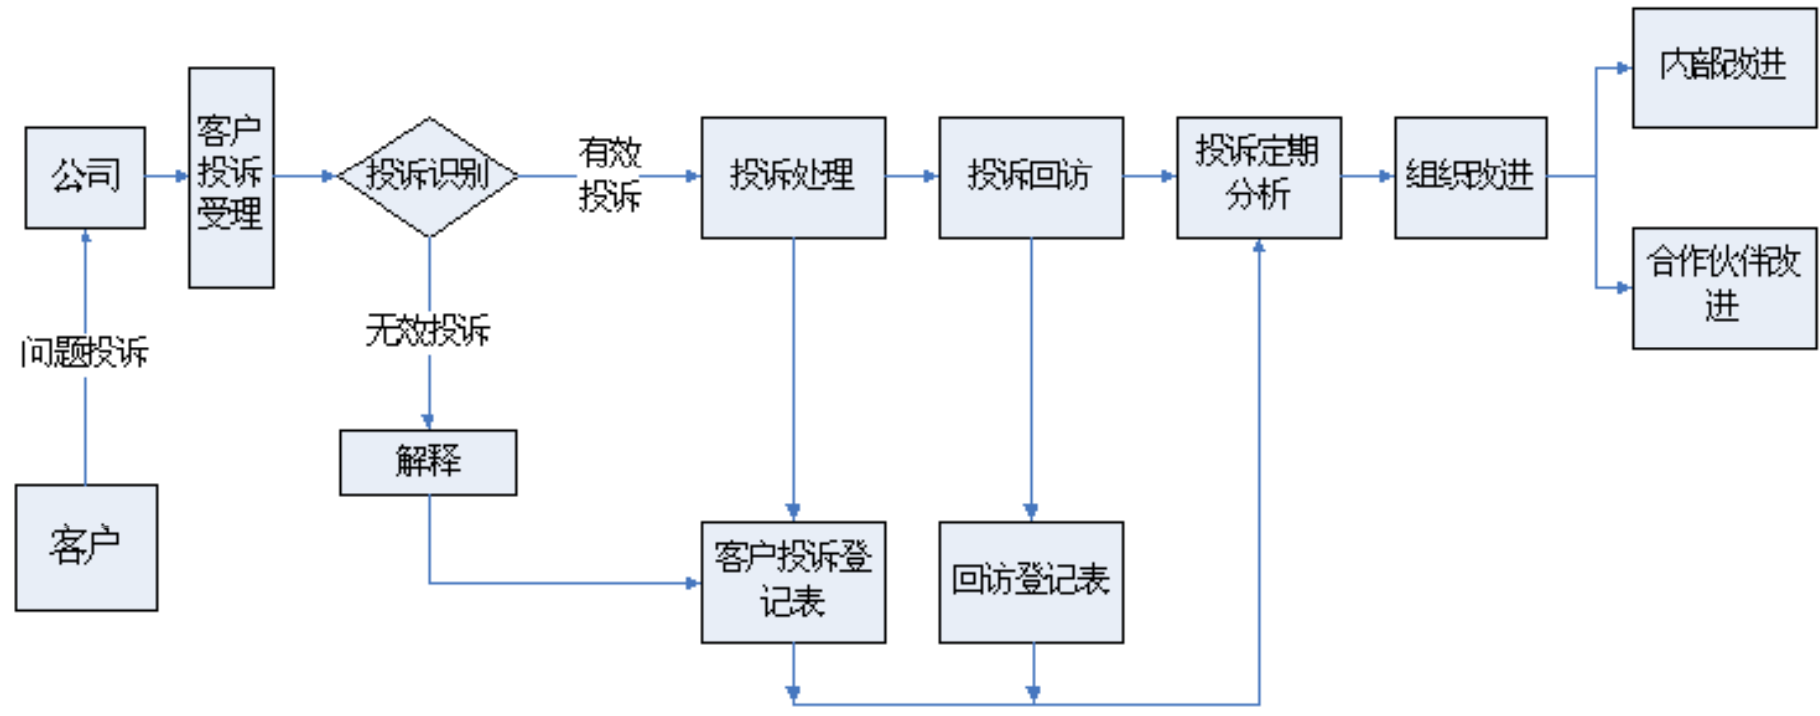 内部改进
客户
投诉
受理
公司
投诉识别
有效
投诉
投诉处理
投诉回访
投诉定期
分析
组织改进
合作伙伴改
进
无效投诉
问题投诉
解释
客户
客户投诉登
记表
回访登记表